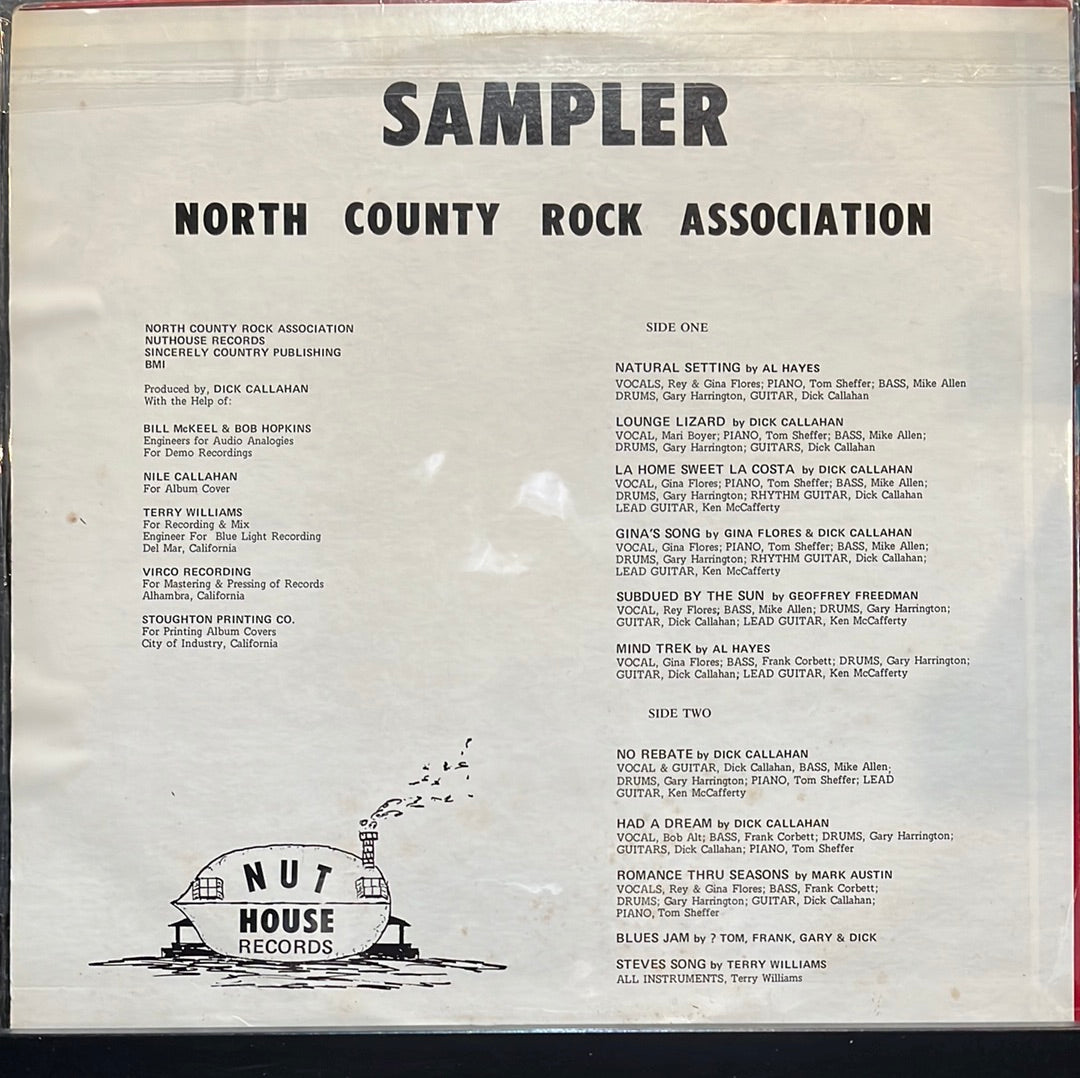 SAMPLER
NORTH COUNTY ROCK ASSOCIATION
NORTH COUNTY ROCK ASSOCIATION
NUTHOUSE RECORDS
SINCERELY COUNTRY PUBLISHING
BMI
Produced by, DICK CALLAHAN
With the Help of:
BILL McKEEL & BOB HOPKINS
Engineers for Audio Analogies
For Demo Recordings
NILE CALLAHAN
For Album Cover
TERRY WILLIAMS
For Recording & Mix
Engineer For Blue Light Recording
Del Mar, California
VIRCO RECORDING
For Mastering & Pressing of Records
Alhambra, California
STOUGHTON PRINTING CO.
For Printing Album Covers
City of Industry, California
NUT
HOUSE
RECORDS
SIDE ONE
NATURAL SETTING by AL HAYES
VOCALS, Rey & Gina Flores; PIANO, Tom Sheffer; BASS, Mike Allen
DRUMS, Gary Harrington, GUITAR, Dick Callahan
LOUNGE LIZARD by DICK CALLAHAN
VOCAL, Mari Boyer; PIANO, Tom Sheffer; BASS, Mike Allen;
DRUMS, Gary Harrington; GUITARS, Dick Callahan
LA HOME SWEET LA COSTA by DICK CALLAHAN
VOCAL, Gina Flores; PIANO, Tom Sheffer; BASS, Mike Allen;
DRUMS, Gary Harrington; RHYTHM GUITAR, Dick Callahan
LEAD GUITAR, Ken McCafferty
GINA'S SONG by GINA FLORES & DICK CALLAHAN
VOCAL, Gina Flores; PIANO, Tom Sheffer; BASS, Mike Allen;
DRUMS, Gary Harrington; RHYTHM GUITAR, Dick Callahan;
LEAD GUITAR, Ken McCafferty
SUBDUED BY THE SUN by GEOFFREY FREEDMAN
VOCAL, Rey Flores; BASS, Mike Allen; DRUMS, Gary Harrington;
GUITAR, Dick Callahan; LEAD GUITAR, Ken McCafferty
MIND TREK by AL HAYES
VOCAL, Gina Flores; BASS, Frank Corbett; DRUMS, Gary Harrington;
GUITAR, Dick Callahan; LEAD GUITAR, Ken McCafferty
SIDE TWO
NO REBATE by DICK CALLAHAN
VOCAL & GUITAR, Dick Callahan, BASS, Mike Allen;
DRUMS, Gary Harrington; PIANO, Tom Sheffer; LEAD
GUITAR, Ken McCafferty
HAD A DREAM by DICK CALLAHAN
VOCAL, Bob Alt; BASS, Frank Corbett; DRUMS, Gary Harrington;
GUITARS, Dick Callahan; PIANO, Tom Sheffer
ROMANCE THRU SEASONS by MARK AUSTIN
VOCALS, Rey & Gina Flores; BASS, Frank Corbett;
DRUMS; Gary Harrington; GUITAR, Dick Callahan;
PIANO, Tom Sheffer
BLUES JAM by ? TOM, FRANK, GARY & DICK
STEVES SONG by TERRY WILLIAMS
ALL INSTRUMENTS, Terry Williams